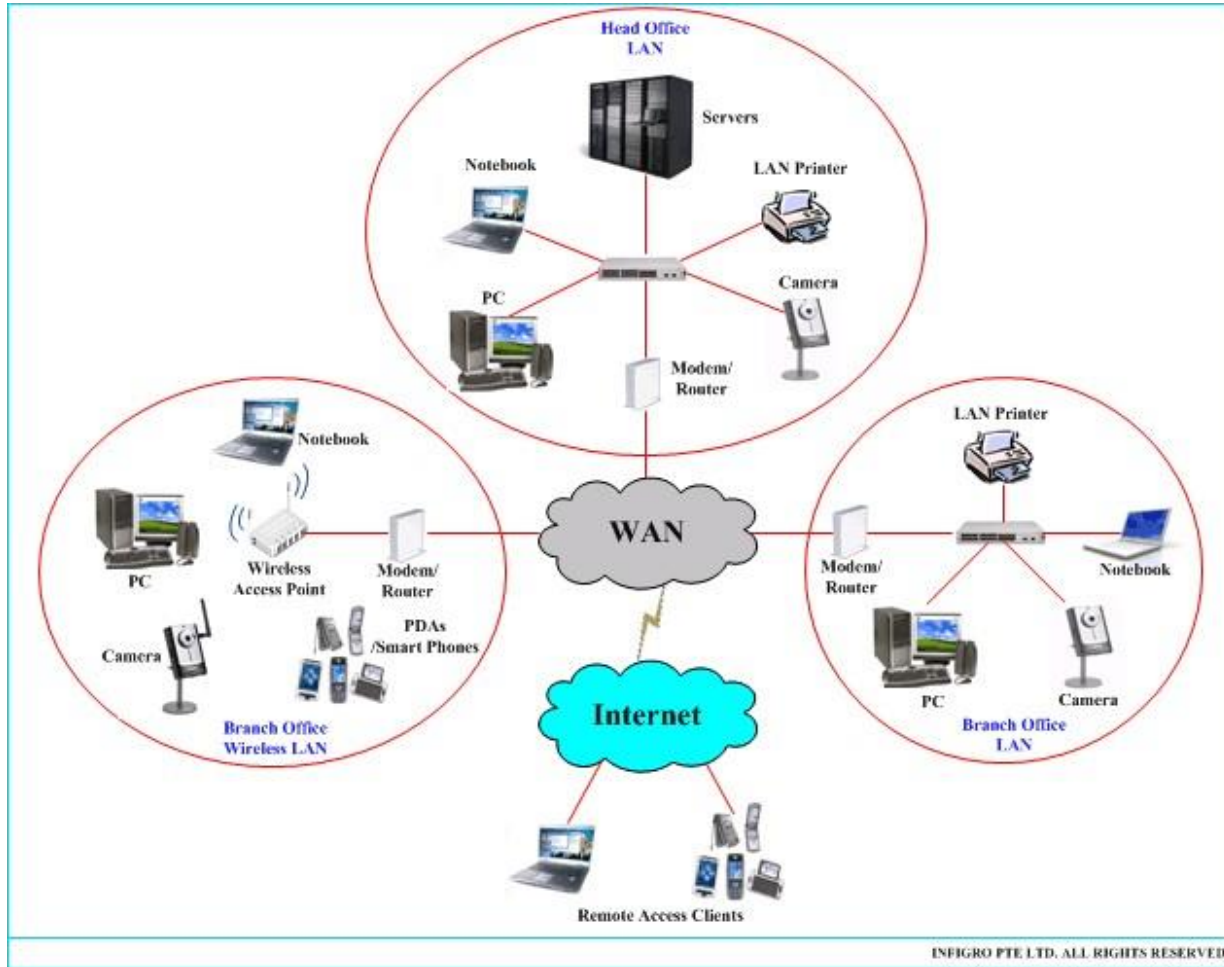 Head Office
LAN
Servers
Notebook
LAN Printer
Camera
PC
Modem/
Router
Notebook
PC
Wireless
Access Point
Modem/
Router
PDAs
/Smart Phones
Camera
Branch Office
Wireless LAN
WAN
LAN Printer
Modem/
Router
Notebook
PC
Camera
Branch Office
LAN
Internet
Remote Access Clients
INFIGRO PTE LTD. ALL RIGHTS RESERVED